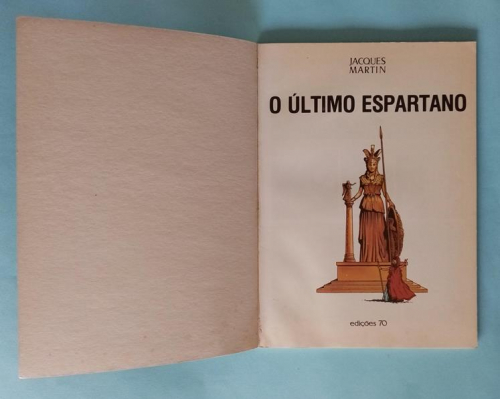 JACQUES
MARTIN
O ÚLTIMO ESPARTANO
edições 70